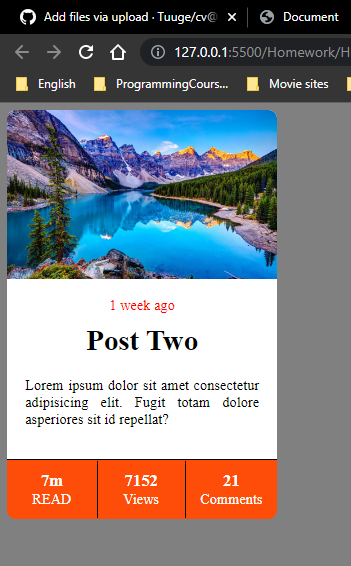 Add files via upload · Tuuge/cv@
Document
127.0.0.1:5500/Homework/H
English
ProgrammingCours...
Movie sites
1 week ago
Post Two
Lorem ipsum dolor sit amet consectetur
adipisicing elit. Fugit totam dolore
asperiores sit id repellat?
7m
READ
7152
Views
21
Comments